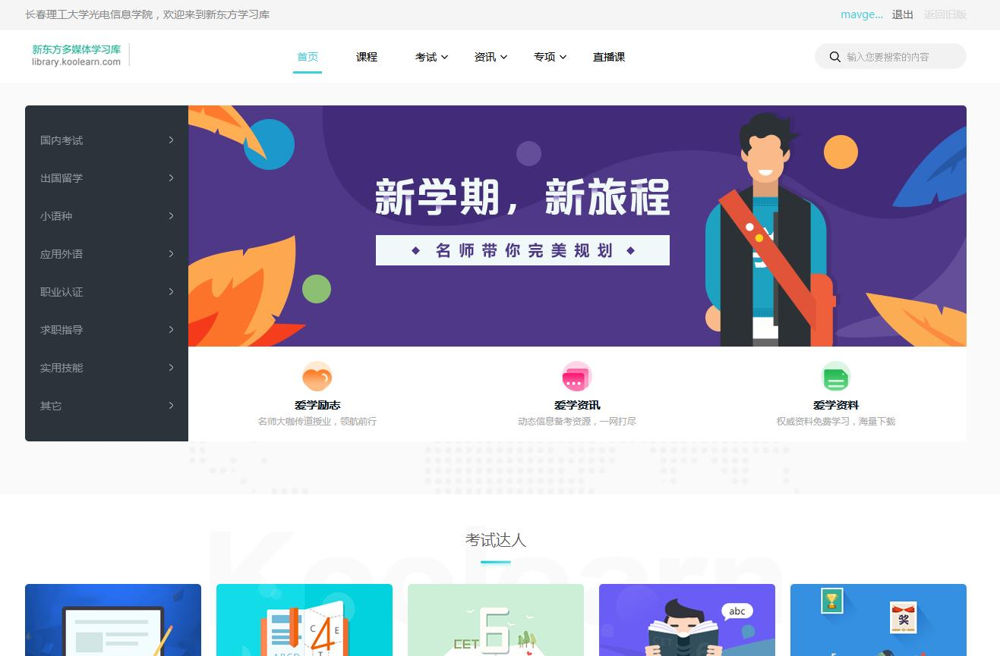 长春理工大学光电信息学院，欢迎来到新东方学习库
mavge... 退出 返回旧版
新东方多媒体学习库
library.koolearn.com
首页 课程 考试 资讯 专项 直播课
输入您要搜索的内容
国内考试
出国留学
小语种
应用外语
职业认证
求职指导
实用技能
其它
新学期，新旅程
名师带你完美规划
爱学励志
名师大咖传道授业，领航前行
爱学资讯
动态信息备考资源，一网打尽
爱学资料
权威资料免费学习，海量下载
Koolearn
考试达人
C 4 E
T
ABCD
CET 6
abc
CET
奖